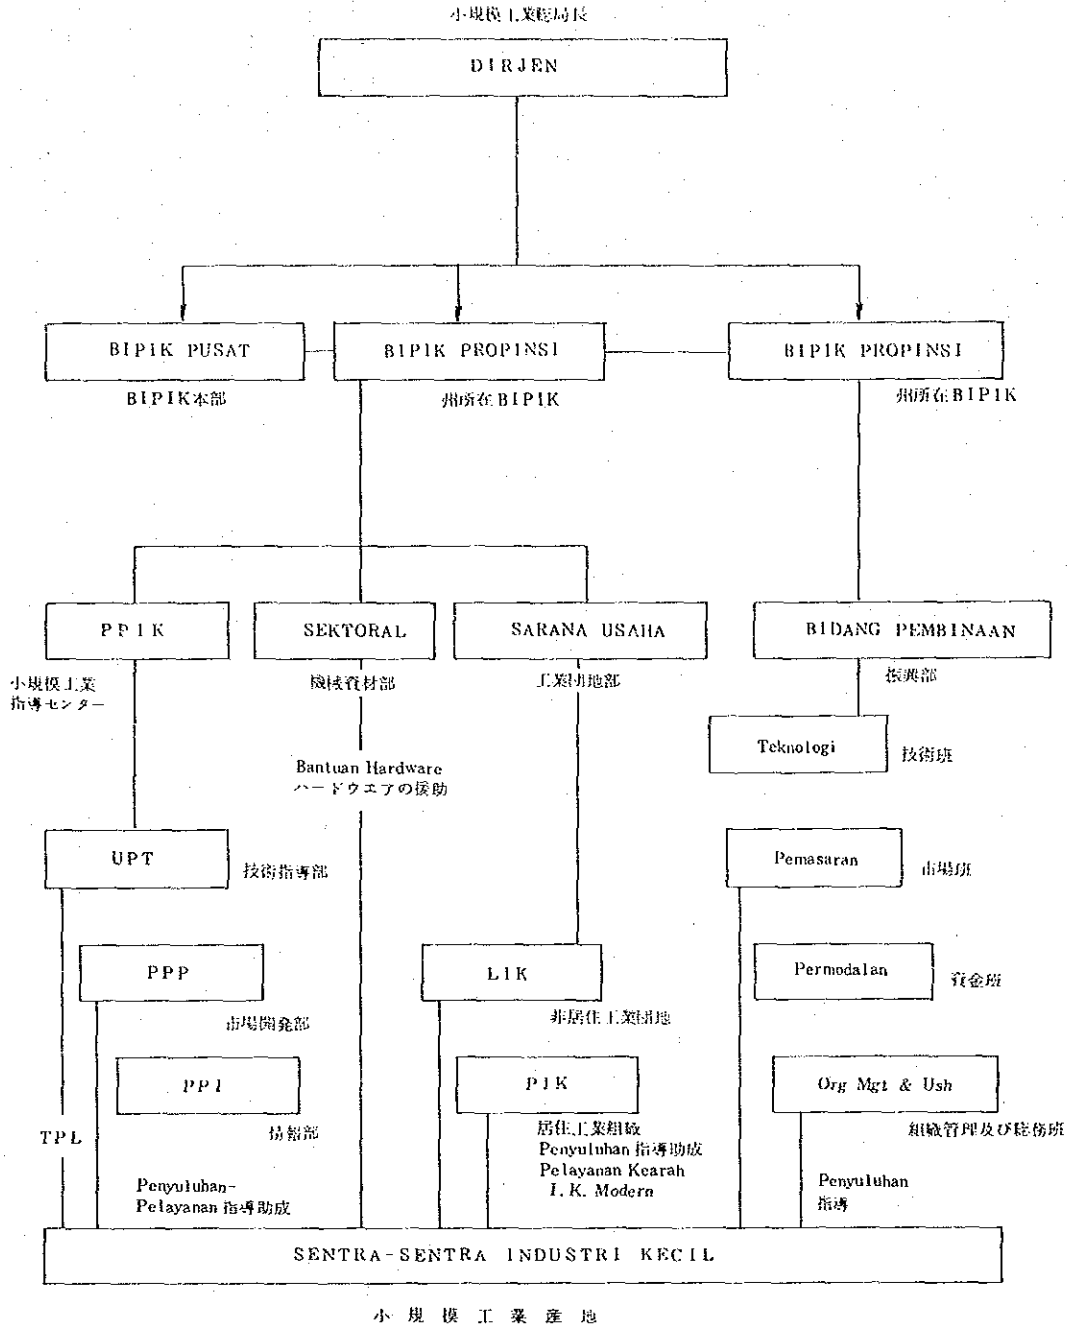 小規模工業総局長
DIRJEN
BIPIK PUSAT
BIPIK PROPINSI
BIPIK PROPINSI
BIPIK本部
州所在BIPIK
州所在BIPIK
PPIK
SEKTORAL
SARANA USAHA
BIDANG PEMBINAAN
小規模工業
指導センター
機械資材部
工業団地部
振興部
Teknologi
技術班
Bantuan Hardware
ハードウエアの援助
UPT
技術指導部
Pemasaran
市場班
PPP
市場開発部
LIK
非居住工業団地
Permodalan
資金班
PPI
情報部
PIK
居住工業組織
Penyuluhan 指導助成
Pelayanan Kearah
I. K. Modern
Org Mgt & Ush
組織管理及び総務班
TPL
Penyuluhan-
Pelayanan 指導助成
Penyuluhan
指導
SENTRA-SENTRA INDUSTRI KECIL
小規模工業産地